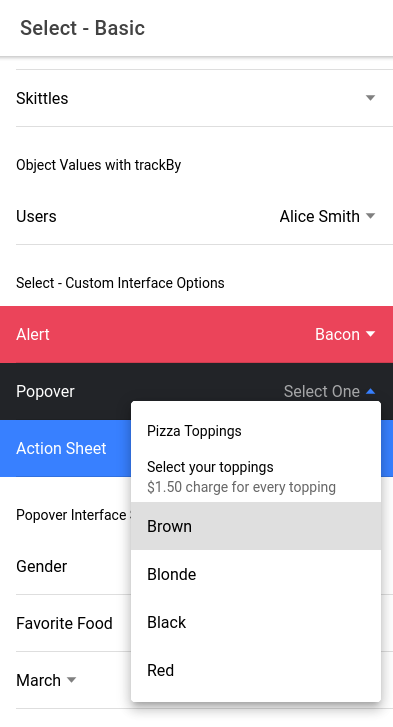 Select - Basic
Skittles
Object Values with trackBy
Users Alice Smith
Select - Custom Interface Options
Alert Bacon
Popover Select One
Action Sheet
Pizza Toppings
Select your toppings
$1.50 charge for every topping
Popover Interface
Brown
Gender
Blonde
Favorite Food
Black
March
Red